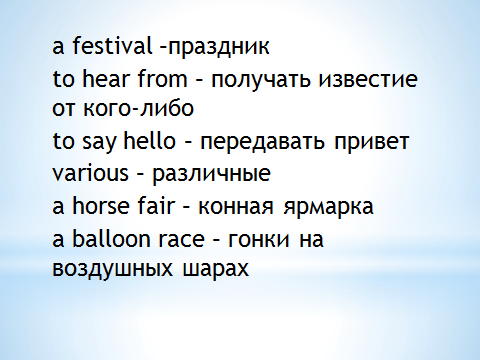 a festival –праздник
to hear from – получать известие
от кого-либо
to say hello – передавать привет
various – различные
a horse fair – конная ярмарка
a balloon race – гонки на
воздушных шарах